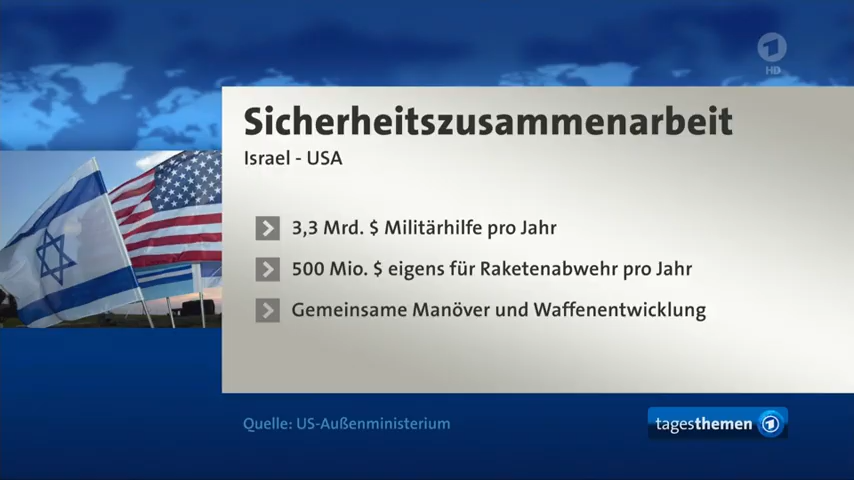 HD
Sicherheitszusammenarbeit
Israel - USA
3,3 Mrd. $ Militärhilfe pro Jahr
500 Mio. $ eigens für Raketenabwehr pro Jahr
Gemeinsame Manöver und Waffenentwicklung
Quelle: US-Außenministerium
tagesthemen